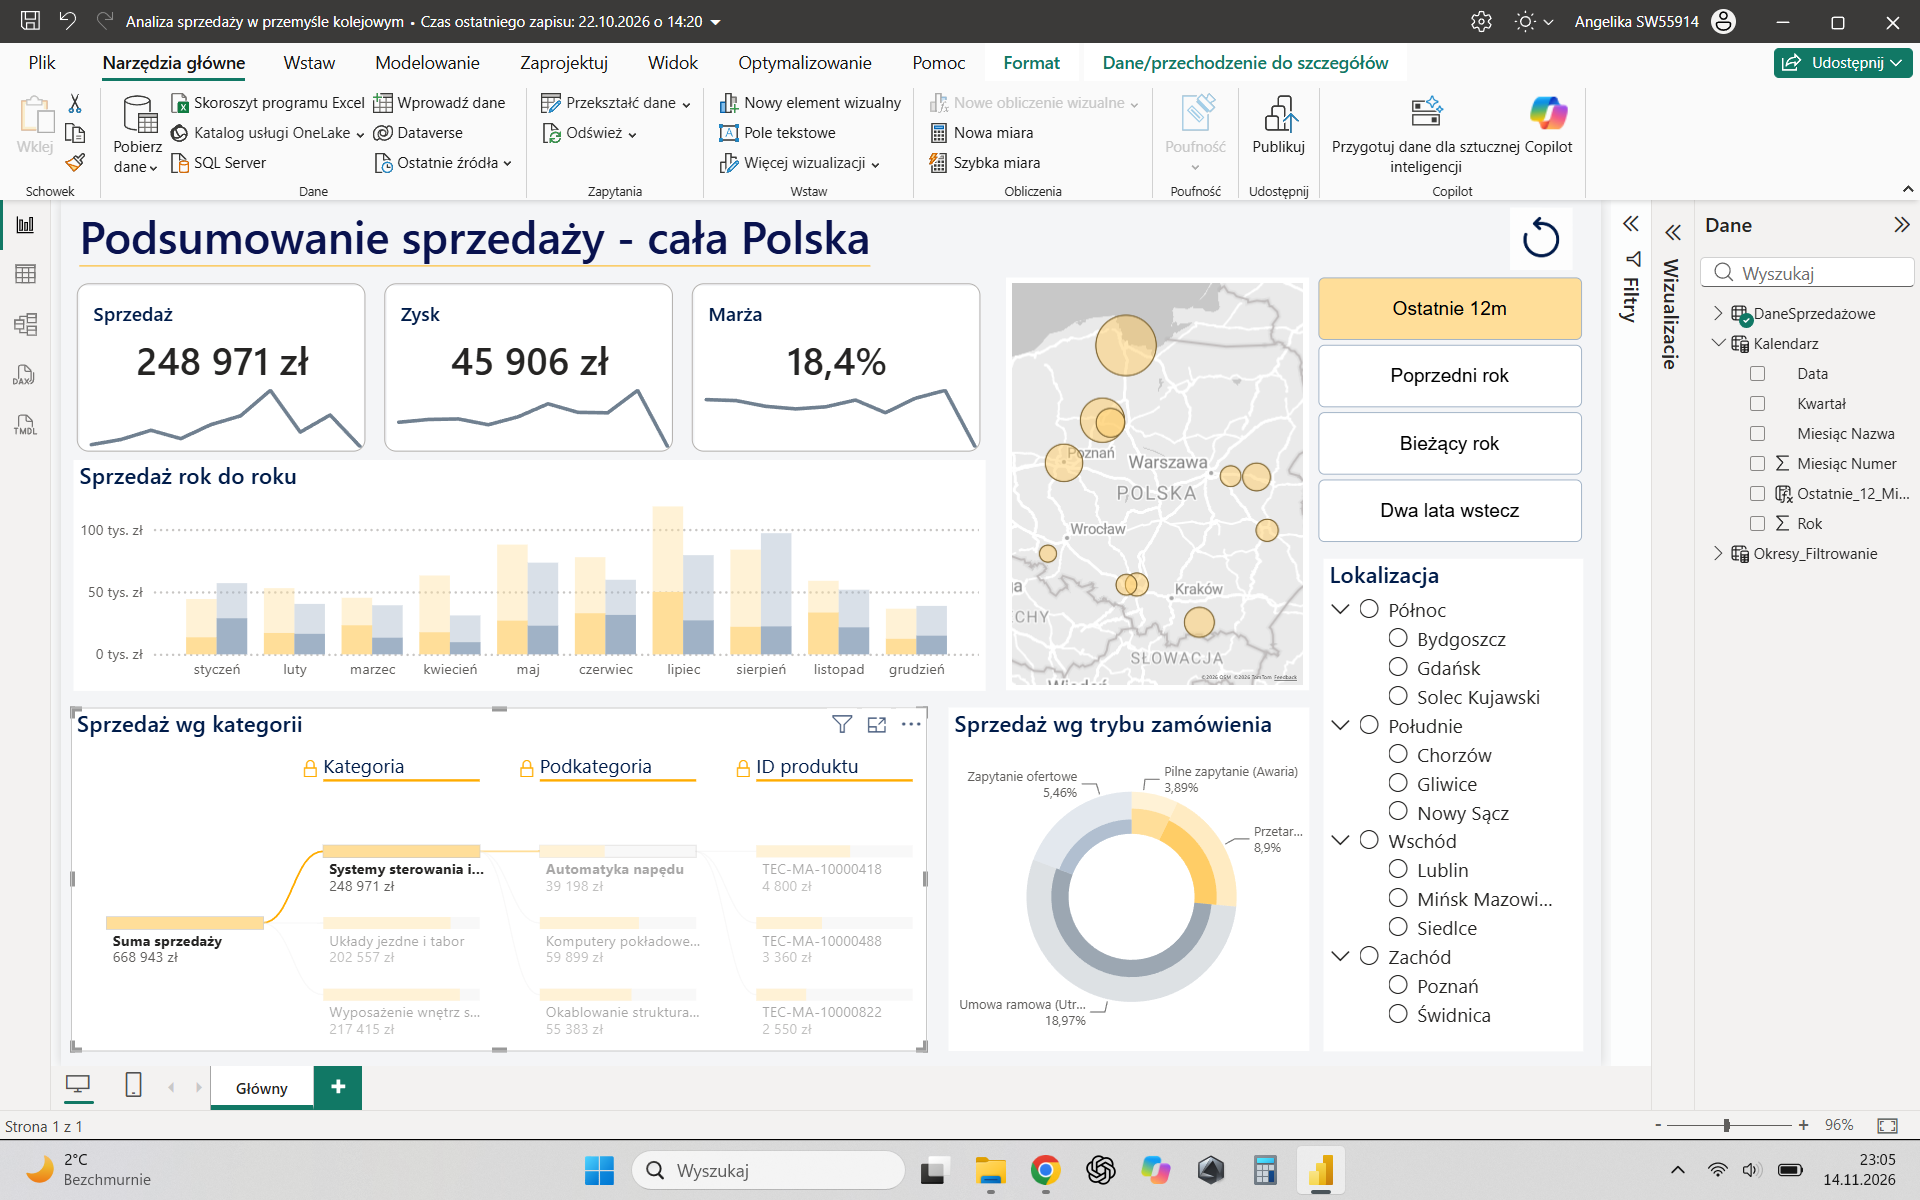 Analiza sprzedaży w przemyśle kolejowym • Czas ostatniego zapisu: 22.10.2026 o 14:20
Angelika SW55914
Plik
Narzędzia główne
Wstaw
Modelowanie
Zaprojektuj
Widok
Optymalizowanie
Pomoc
Format
Dane/przechodzenie do szczegółów
Udostępnij
Wklej
Schowek
Pobierz dane
Skoroszyt programu Excel
Katalog usługi OneLake
SQL Server
Wprowadź dane
Dataverse
Ostatnie źródła
Dane
Przekształć dane
Odśwież
Zapytania
Nowy element wizualny
Pole tekstowe
Więcej wizualizacji
Wstaw
Nowe obliczenie wizualne
Nowa miara
Szybka miara
Obliczenia
Poufność
Poufność
Publikuj
Udostępnij
Przygotuj dane dla sztucznej inteligencji
Copilot
Copilot
DAX
TMDL
Podsumowanie sprzedaży - cała Polska
Sprzedaż
248 971 zł
Zysk
45 906 zł
Marża
18,4%
Sprzedaż rok do roku
100 tys. zł
50 tys. zł
0 tys. zł
styczeń
luty
marzec
kwiecień
maj
czerwiec
lipiec
sierpień
listopad
grudzień
Poznań
Warszawa
POLSKA
Wrocław
Kraków
ga
CHY
SŁOWACJA
Wiedeń
©2026 OSM ©2026 TomTom Feedback
Ostatnie 12m
Poprzedni rok
Bieżący rok
Dwa lata wstecz
Lokalizacja
Północ
Bydgoszcz
Gdańsk
Solec Kujawski
Południe
Chorzów
Gliwice
Nowy Sącz
Wschód
Lublin
Mińsk Mazowi...
Siedlce
Zachód
Poznań
Świdnica
Sprzedaż wg kategorii
Kategoria
Podkategoria
ID produktu
Suma sprzedaży
668 943 zł
Systemy sterowania i...
248 971 zł
Układy jezdne i tabor
202 557 zł
Wyposażenie wnętrz s...
217 415 zł
Automatyka napędu
39 198 zł
Komputery pokładowe...
59 899 zł
Okablowanie struktura...
55 383 zł
TEC-MA-10000418
4 800 zł
TEC-MA-10000488
3 360 zł
TEC-MA-10000822
2 550 zł
Sprzedaż wg trybu zamówienia
Zapytanie ofertowe
5,46%
Pilne zapytanie (Awaria)
3,89%
Przetar...
8,9%
Umowa ramowa (Utr...
18,97%
Filtry
Wizualizacje
Dane
Wyszukaj
DaneSprzedażowe
Kalendarz
Data
Kwartał
Miesiąc Nazwa
Miesiąc Numer
Ostatnie_12_Mi...
Rok
Okresy_Filtrowanie
Główny
Strona 1 z 1
96%
2°C
Bezchmurnie
Wyszukaj
23:05
14.11.2026